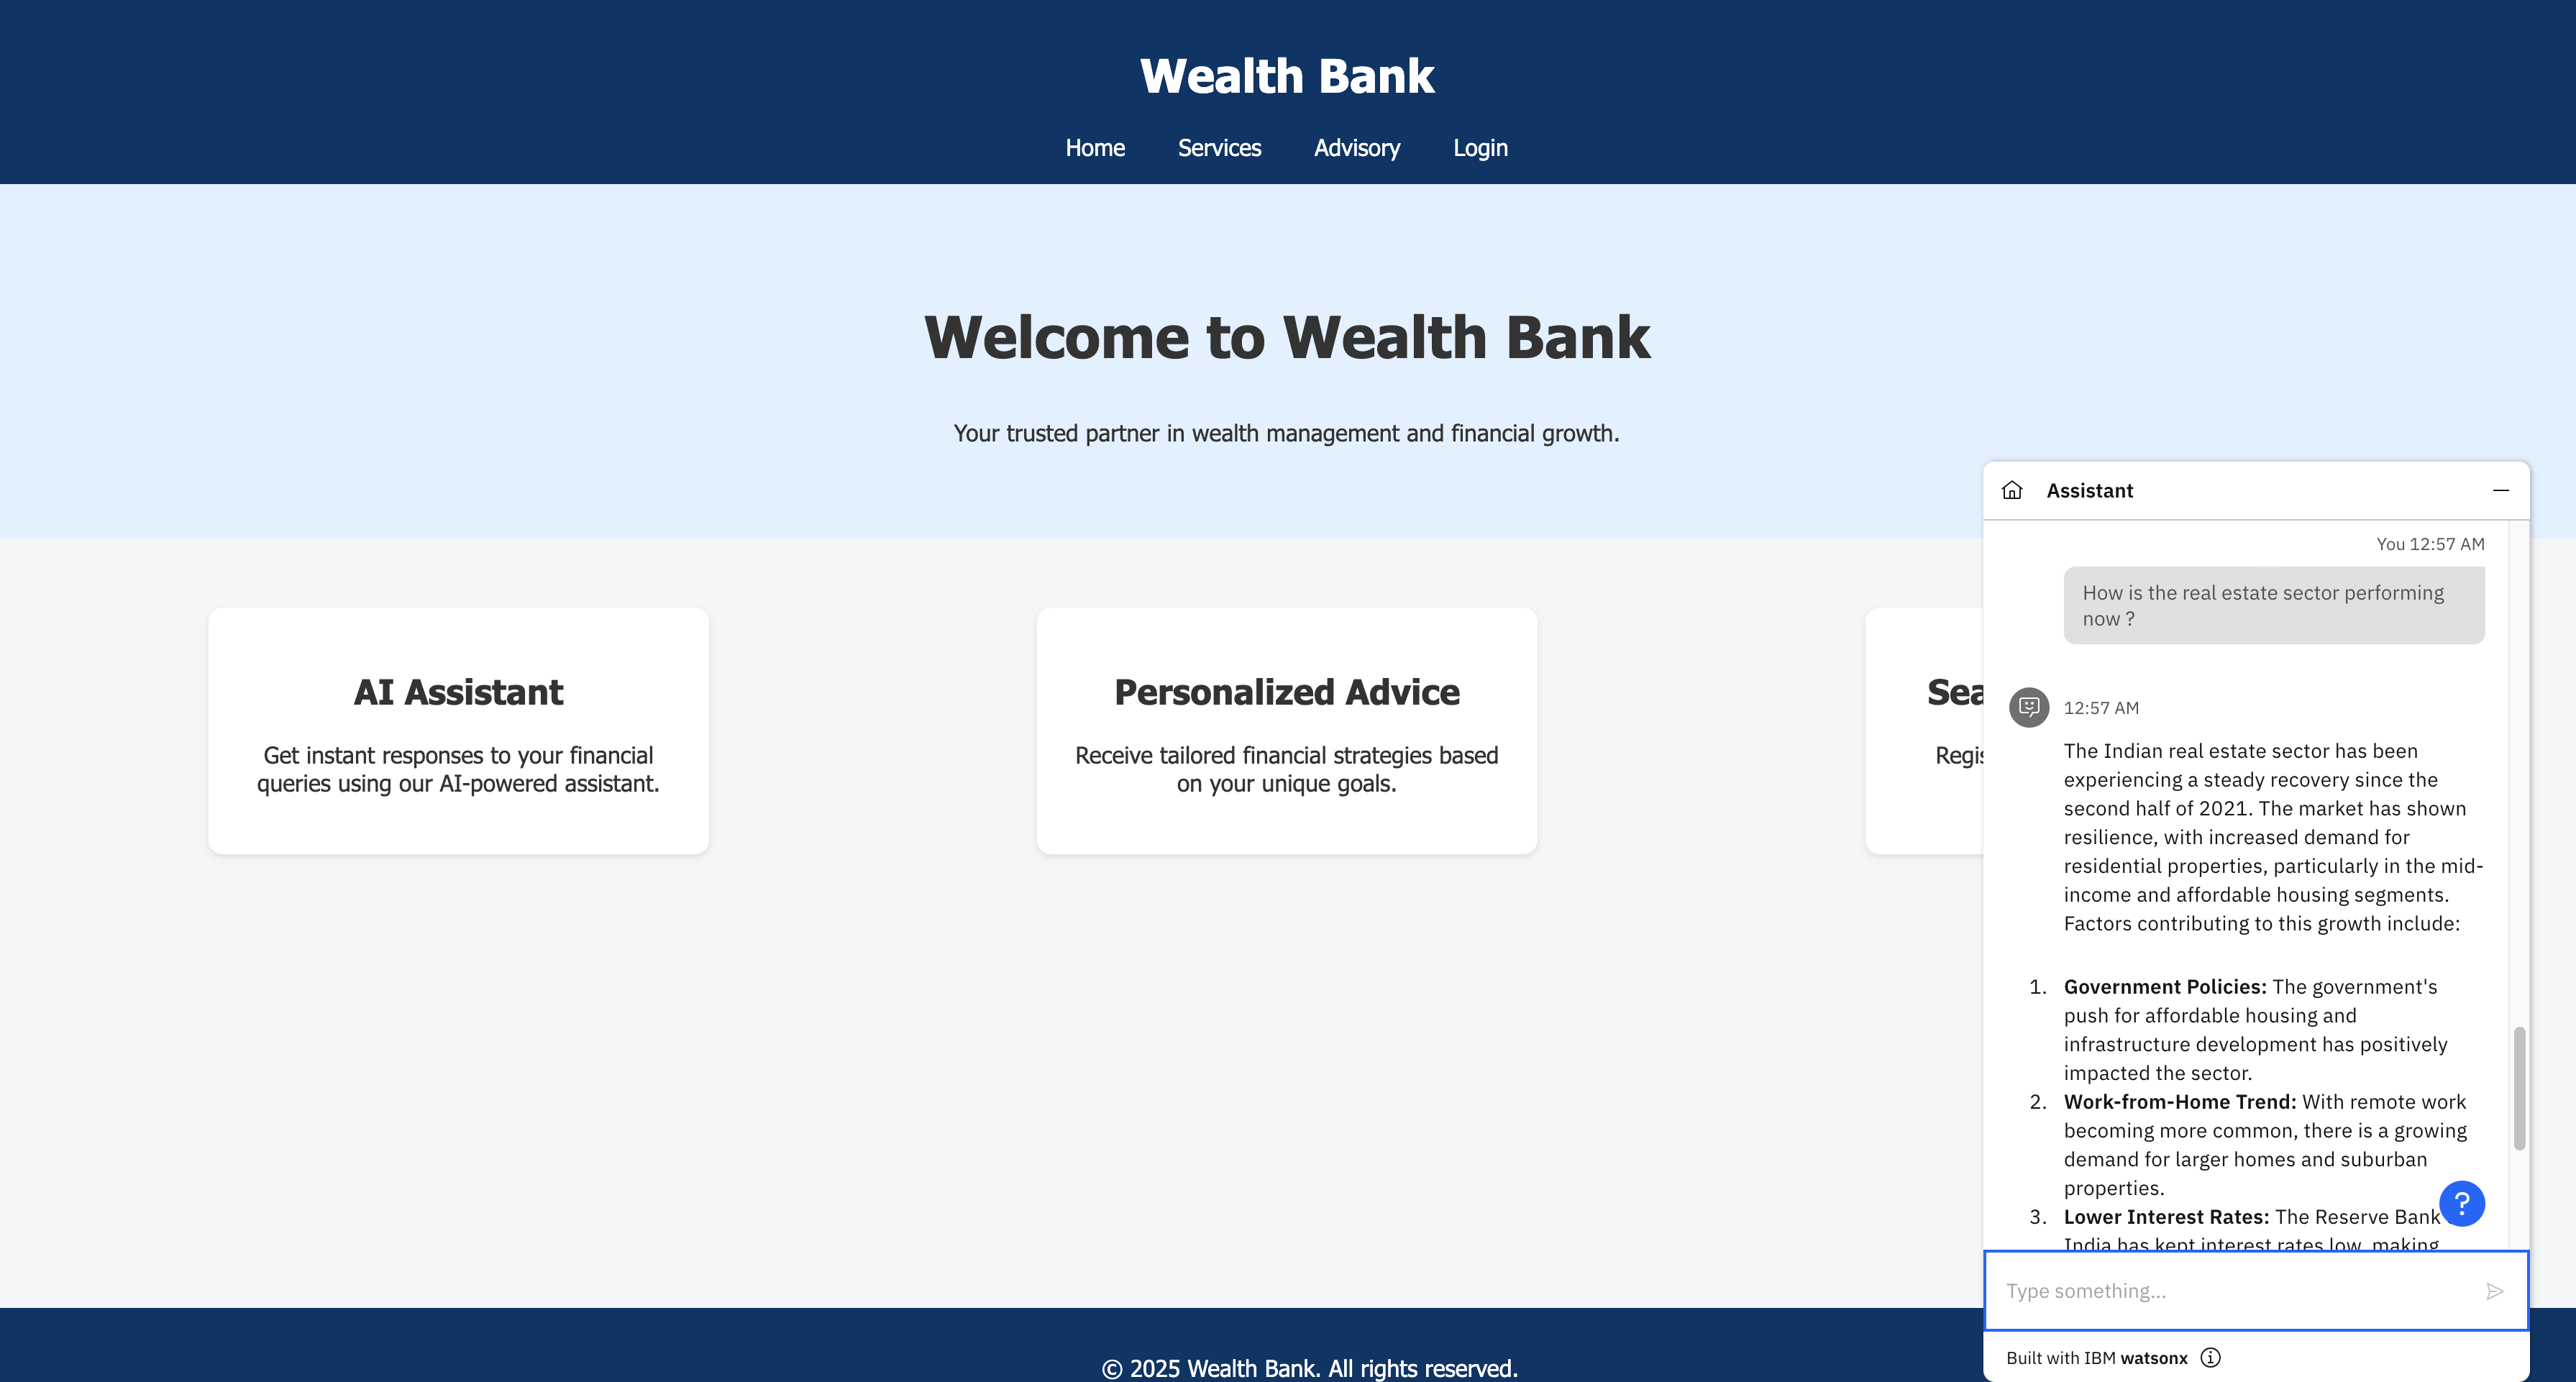 Wealth Bank
Home Services Advisory Login
Welcome to Wealth Bank
Your trusted partner in wealth management and financial growth.
AI Assistant
Get instant responses to your financial
queries using our AI-powered assistant.
Personalized Advice
Receive tailored financial strategies based
on your unique goals.
Assistant
You 12:57 AM
How is the real estate sector performing
now ?
12:57 AM
The Indian real estate sector has been
experiencing a steady recovery since the
second half of 2021. The market has shown
resilience, with increased demand for
residential properties, particularly in the mid-
income and affordable housing segments.
Factors contributing to this growth include:
1. Government Policies: The government's
push for affordable housing and
infrastructure development has positively
impacted the sector.
2. Work-from-Home Trend: With remote work
becoming more common, there is a growing
demand for larger homes and suburban
properties.
3. Lower Interest Rates: The Reserve Bank
India has kept interest rates low, making
?
Type something...
Built with IBM watsonx
© 2025 Wealth Bank. All rights reserved.